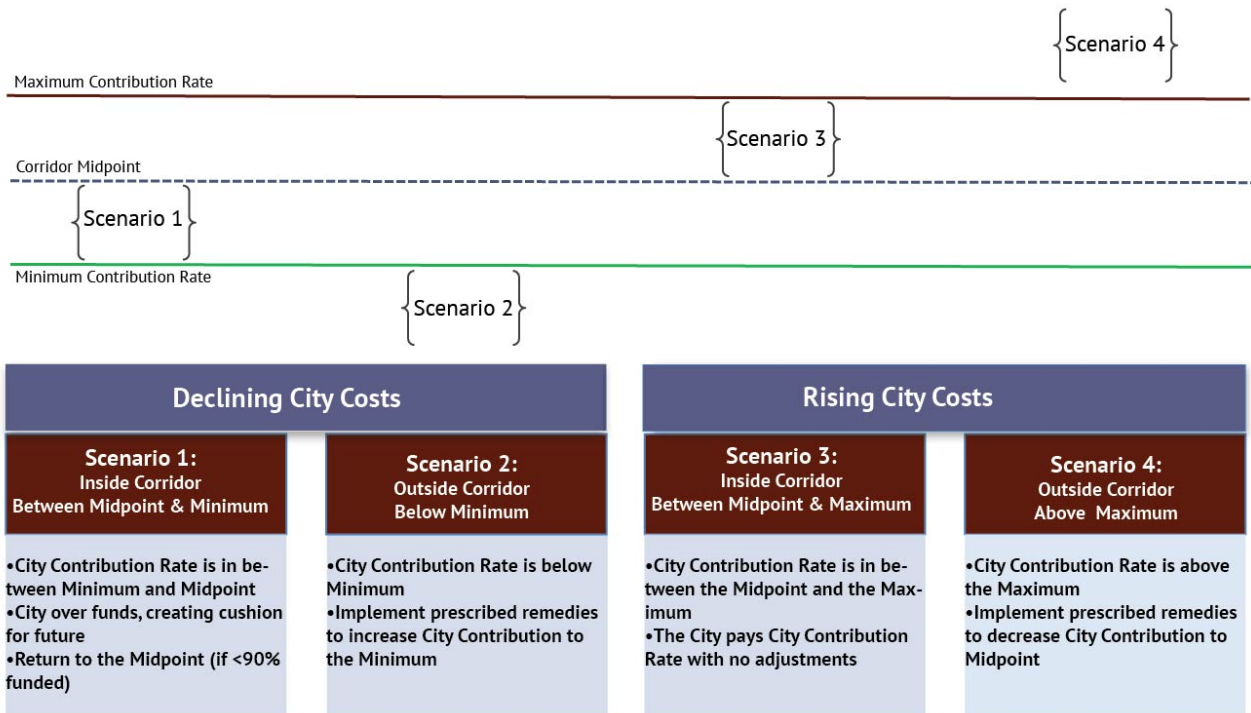 Scenario 4
Maximum Contribution Rate
Scenario 3
Corridor Midpoint
Scenario 1
Minimum Contribution Rate
Scenario 2
Declining City Costs
Scenario 1:
Inside Corridor
Between Midpoint & Minimum
•City Contribution Rate is in be-
tween Minimum and Midpoint
•City over funds, creating cushion
for future
•Return to the Midpoint (if <90%
funded)
Scenario 2:
Outside Corridor
Below Minimum
•City Contribution Rate is below
Minimum
•Implement prescribed remedies
to increase City Contribution to
the Minimum
Rising City Costs
Scenario 3:
Inside Corridor
Between Midpoint & Maximum
•City Contribution Rate is in be-
tween the Midpoint and the Max-
imum
•The City pays City Contribution
Rate with no adjustments
Scenario 4:
Outside Corridor
Above Maximum
•City Contribution Rate is above
the Maximum
•Implement prescribed remedies
to decrease City Contribution to
Midpoint